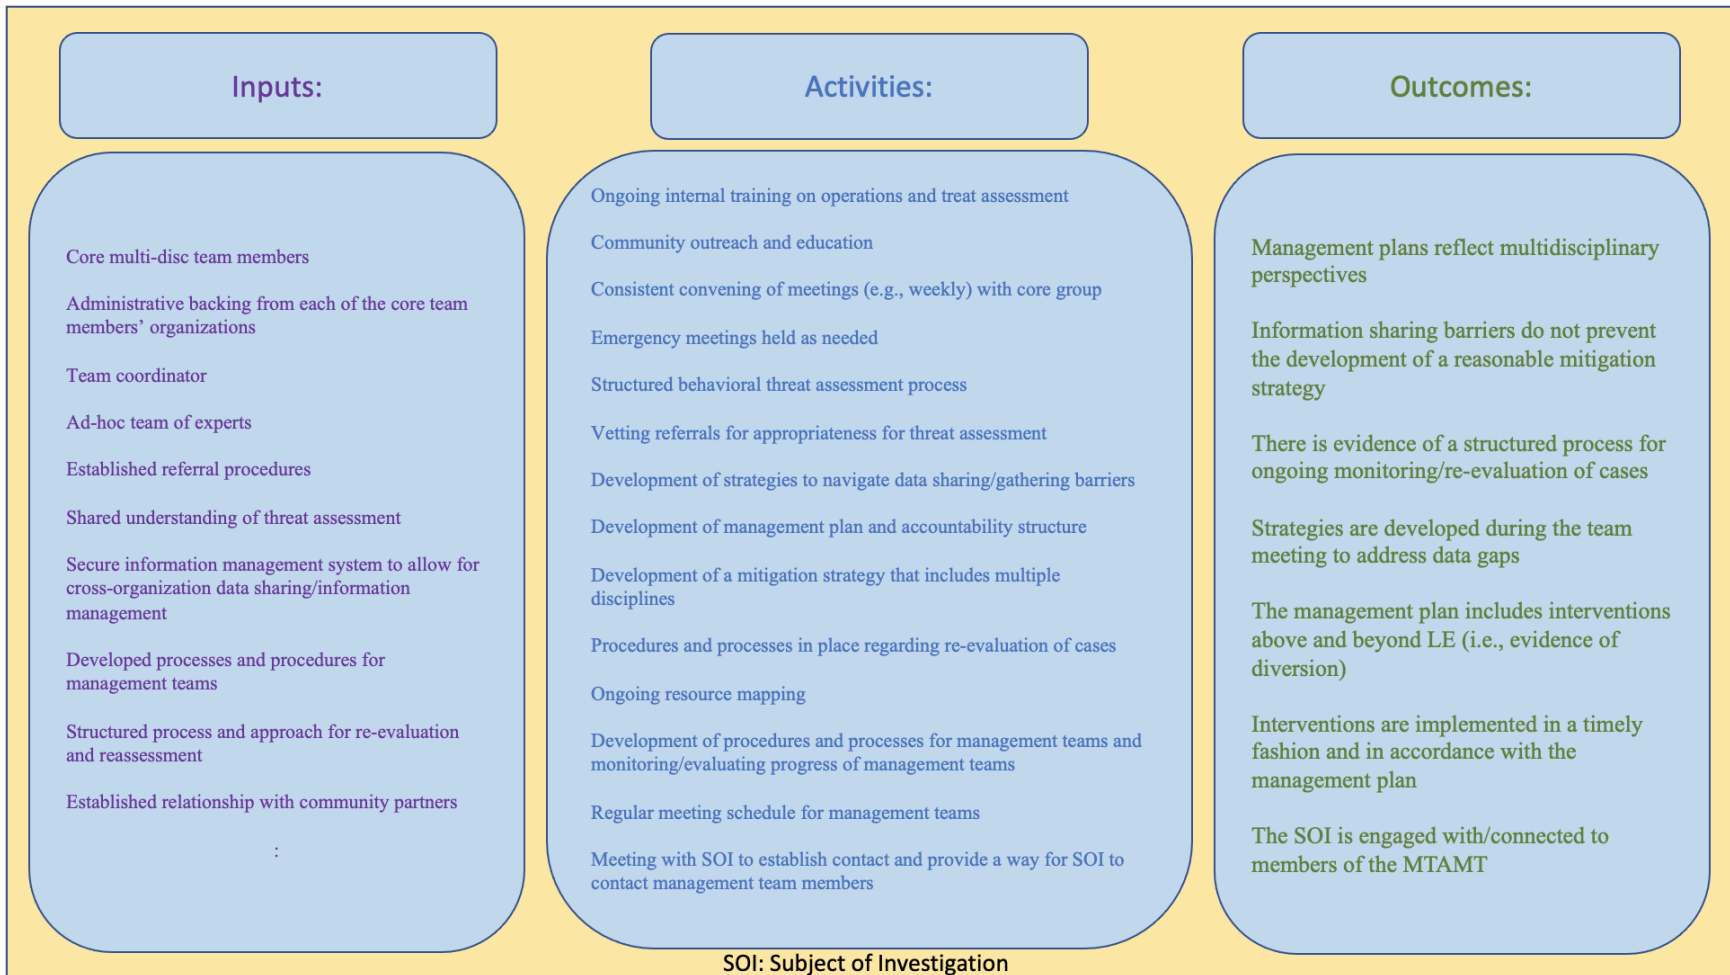 Inputs:
Core multi-disc team members
Administrative backing from each of the core team
members’ organizations
Team coordinator
Ad-hoc team of experts
Established referral procedures
Shared understanding of threat assessment
Secure information management system to allow for
cross-organization data sharing/information
management
Developed processes and procedures for
management teams
Structured process and approach for re-evaluation
and reassessment
Established relationship with community partners
:
Activities:
Ongoing internal training on operations and treat assessment
Community outreach and education
Consistent convening of meetings (e.g., weekly) with core group
Emergency meetings held as needed
Structured behavioral threat assessment process
Vetting referrals for appropriateness for threat assessment
Development of strategies to navigate data sharing/gathering barriers
Development of management plan and accountability structure
Development of a mitigation strategy that includes multiple
disciplines
Procedures and processes in place regarding re-evaluation of cases
Ongoing resource mapping
Development of procedures and processes for management teams and
monitoring/evaluating progress of management teams
Regular meeting schedule for management teams
Meeting with SOI to establish contact and provide a way for SOI to
contact management team members
Outcomes:
Management plans reflect multidisciplinary
perspectives
Information sharing barriers do not prevent
the development of a reasonable mitigation
strategy
There is evidence of a structured process for
ongoing monitoring/re-evaluation of cases
Strategies are developed during the team
meeting to address data gaps
The management plan includes interventions
above and beyond LE (i.e., evidence of
diversion)
Interventions are implemented in a timely
fashion and in accordance with the
management plan
The SOI is engaged with/connected to
members of the MTAMT
SOI: Subject of Investigation